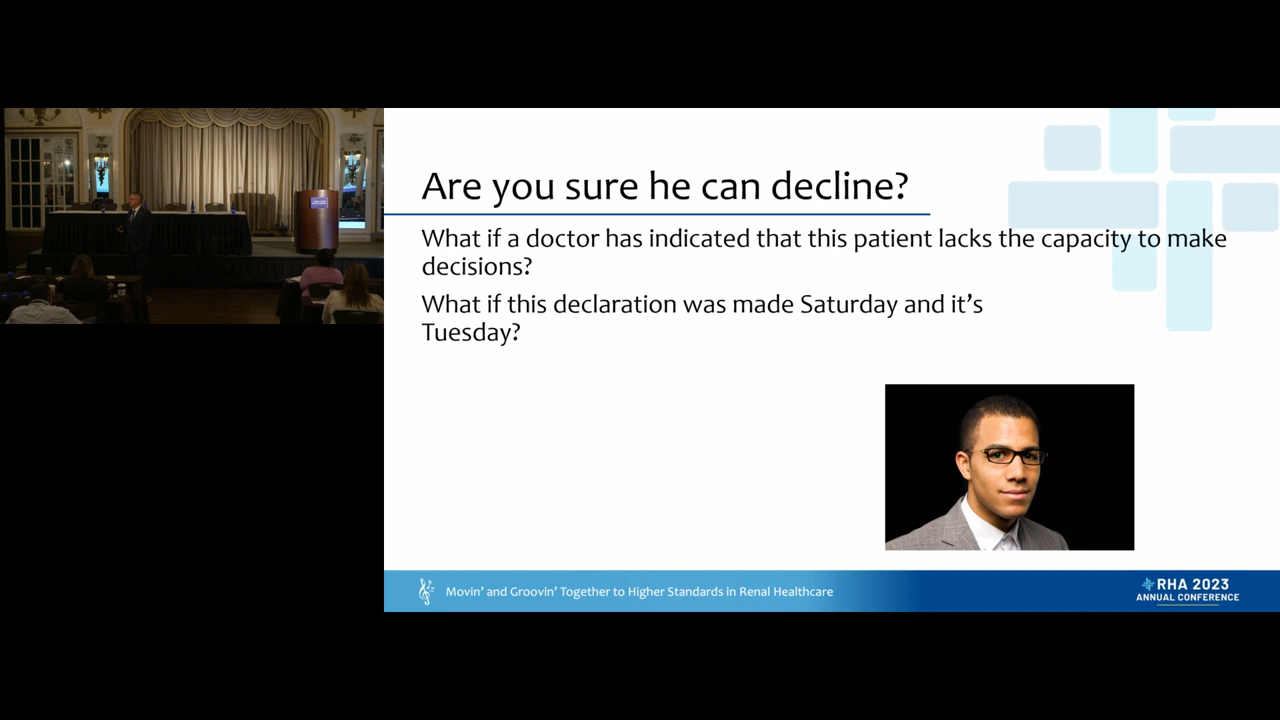 Are you sure he can decline?
What if a doctor has indicated that this patient lacks the capacity to make
decisions?
What if this declaration was made Saturday and it’s
Tuesday?
Movin’ and Groovin’ Together to Higher Standards in Renal Healthcare
RHA 2023
ANNUAL CONFERENCE